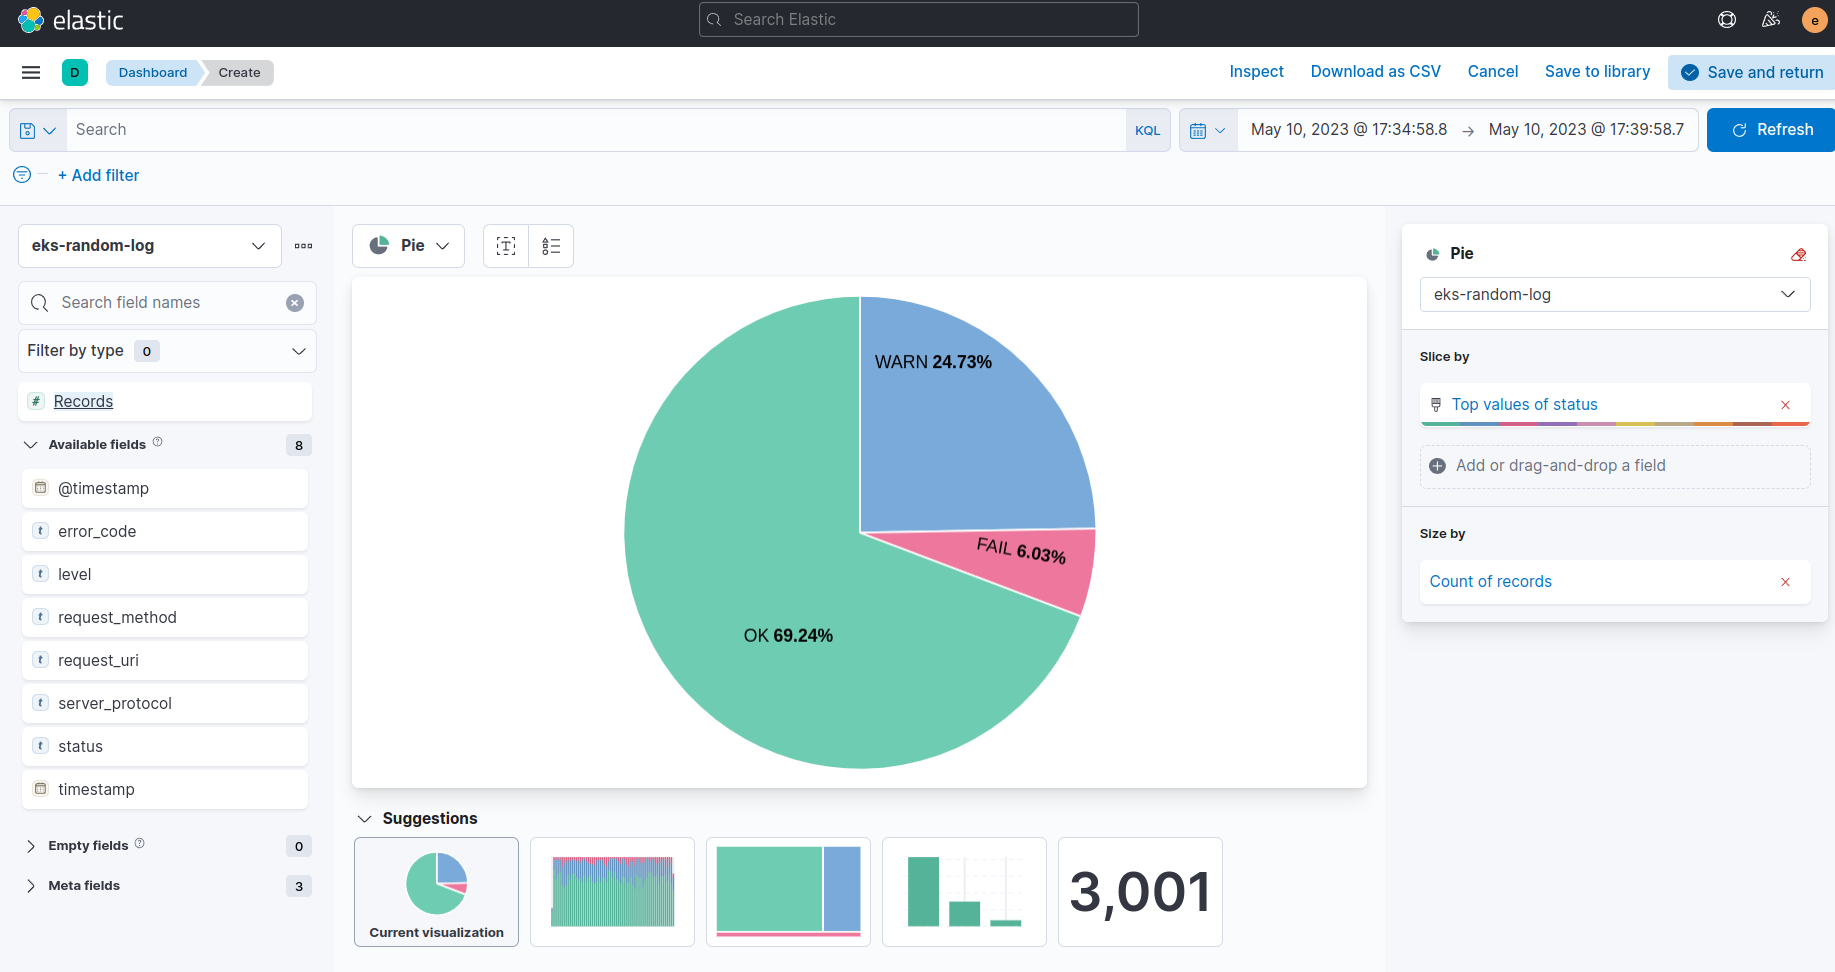 elastic
Search Elastic
e
D
Dashboard
Create
Inspect
Download as CSV
Cancel
Save to library
Save and return
Search
KQL
May 10, 2023 @ 17:34:58.8
→
May 10, 2023 @ 17:39:58.7
Refresh
+ Add filter
eks-random-log
Search field names
Filter by type 0
# Records
Available fields ? 8
@timestamp
t error_code
t level
t request_method
t request_uri
t server_protocol
t status
timestamp
Empty fields ? 0
Meta fields 3
Pie
T
WARN 24.73%
FAIL 6.03%
OK 69.24%
Suggestions
Current visualization
3,001
Pie
eks-random-log
Slice by
Top values of status
Add or drag-and-drop a field
Size by
Count of records